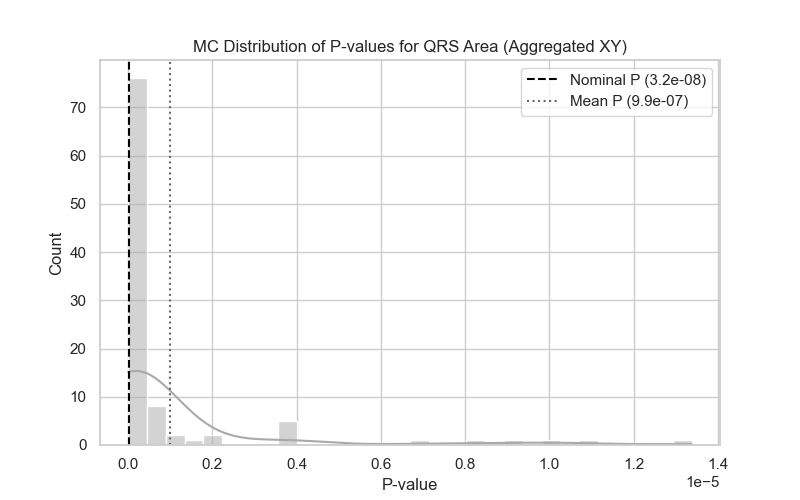 MC Distribution of P-values for QRS Area (Aggregated XY)
Nominal P (3.2e-08)
Mean P (9.9e-07)
70
60
50
40
30
20
10
0
Count
0.0 0.2 0.4 0.6 0.8 1.0 1.2 1.4
1e−5
P-value